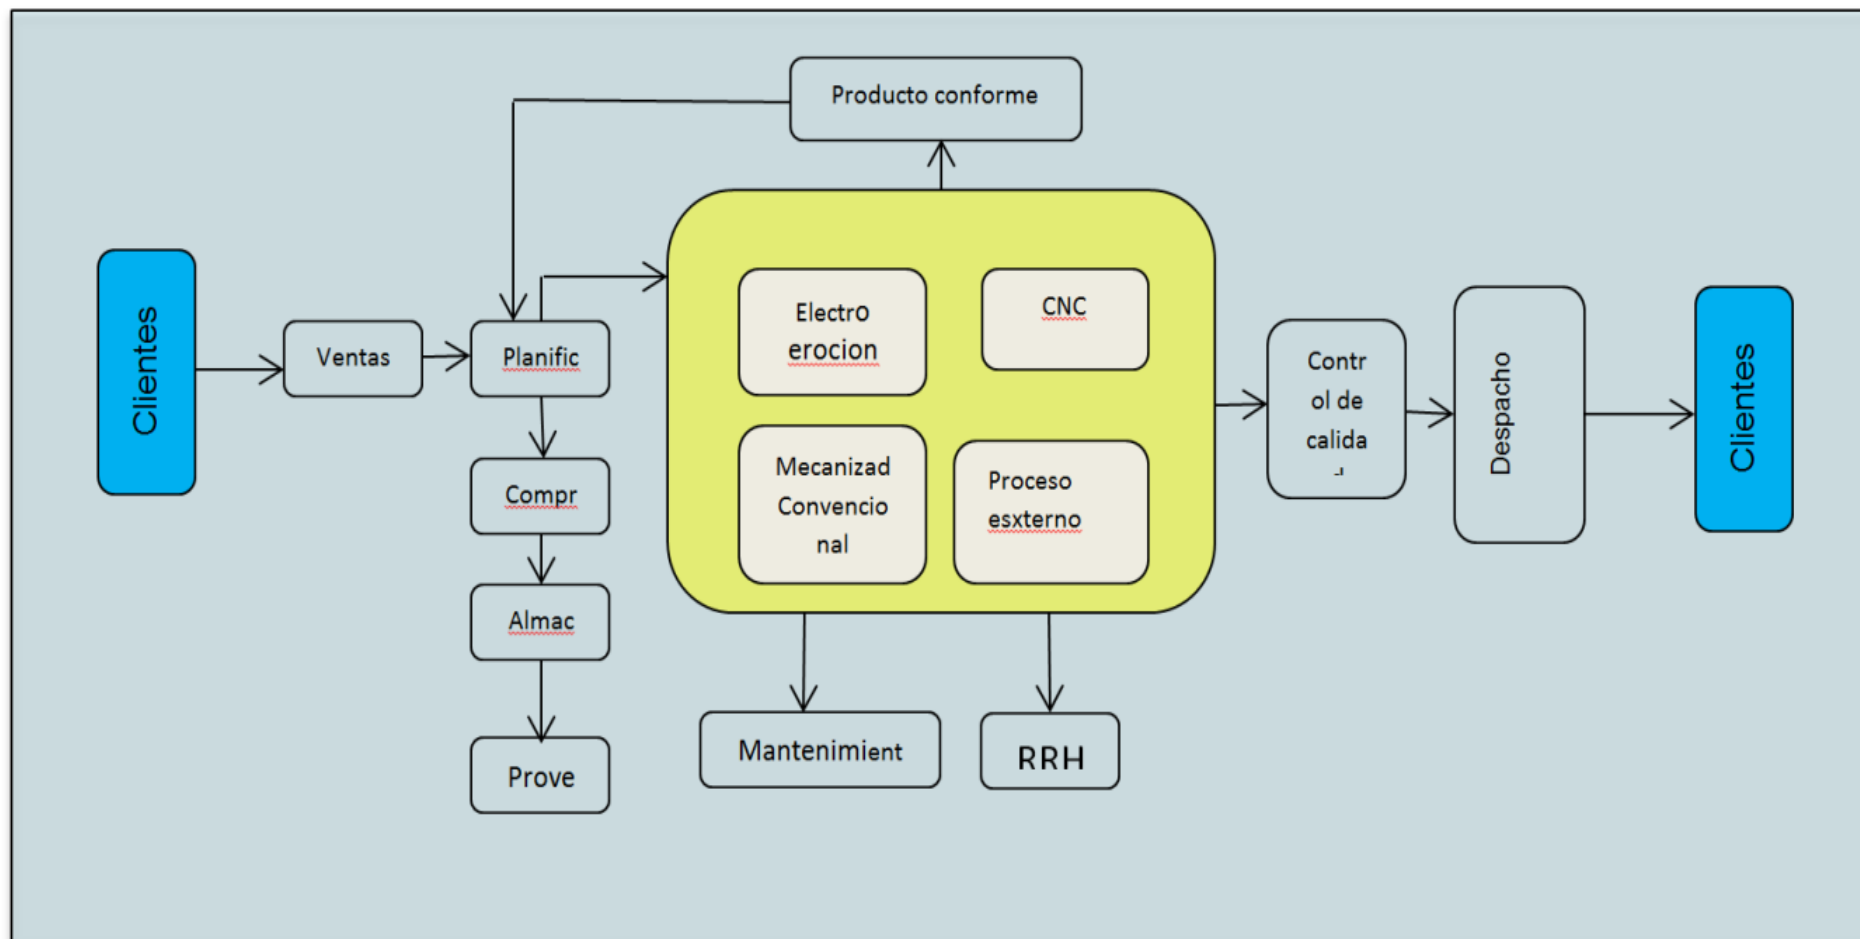 Producto conforme
Clientes
Ventas
Planific
Compr
Almac
Prove
Electro
erocion
CNC
Mecanizad
Convencio
nal
Proceso
esxterno
Mantenimient
RRH
Contr
ol de
calida
Despacho
Clientes